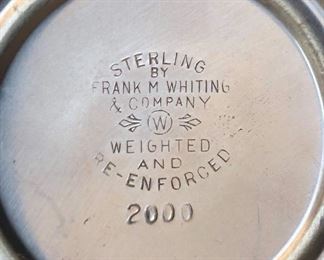 STERLING
BY
FRANK M WHITING
& COMPANY
W
WEIGHTED
AND
RE-ENFORCED
2000